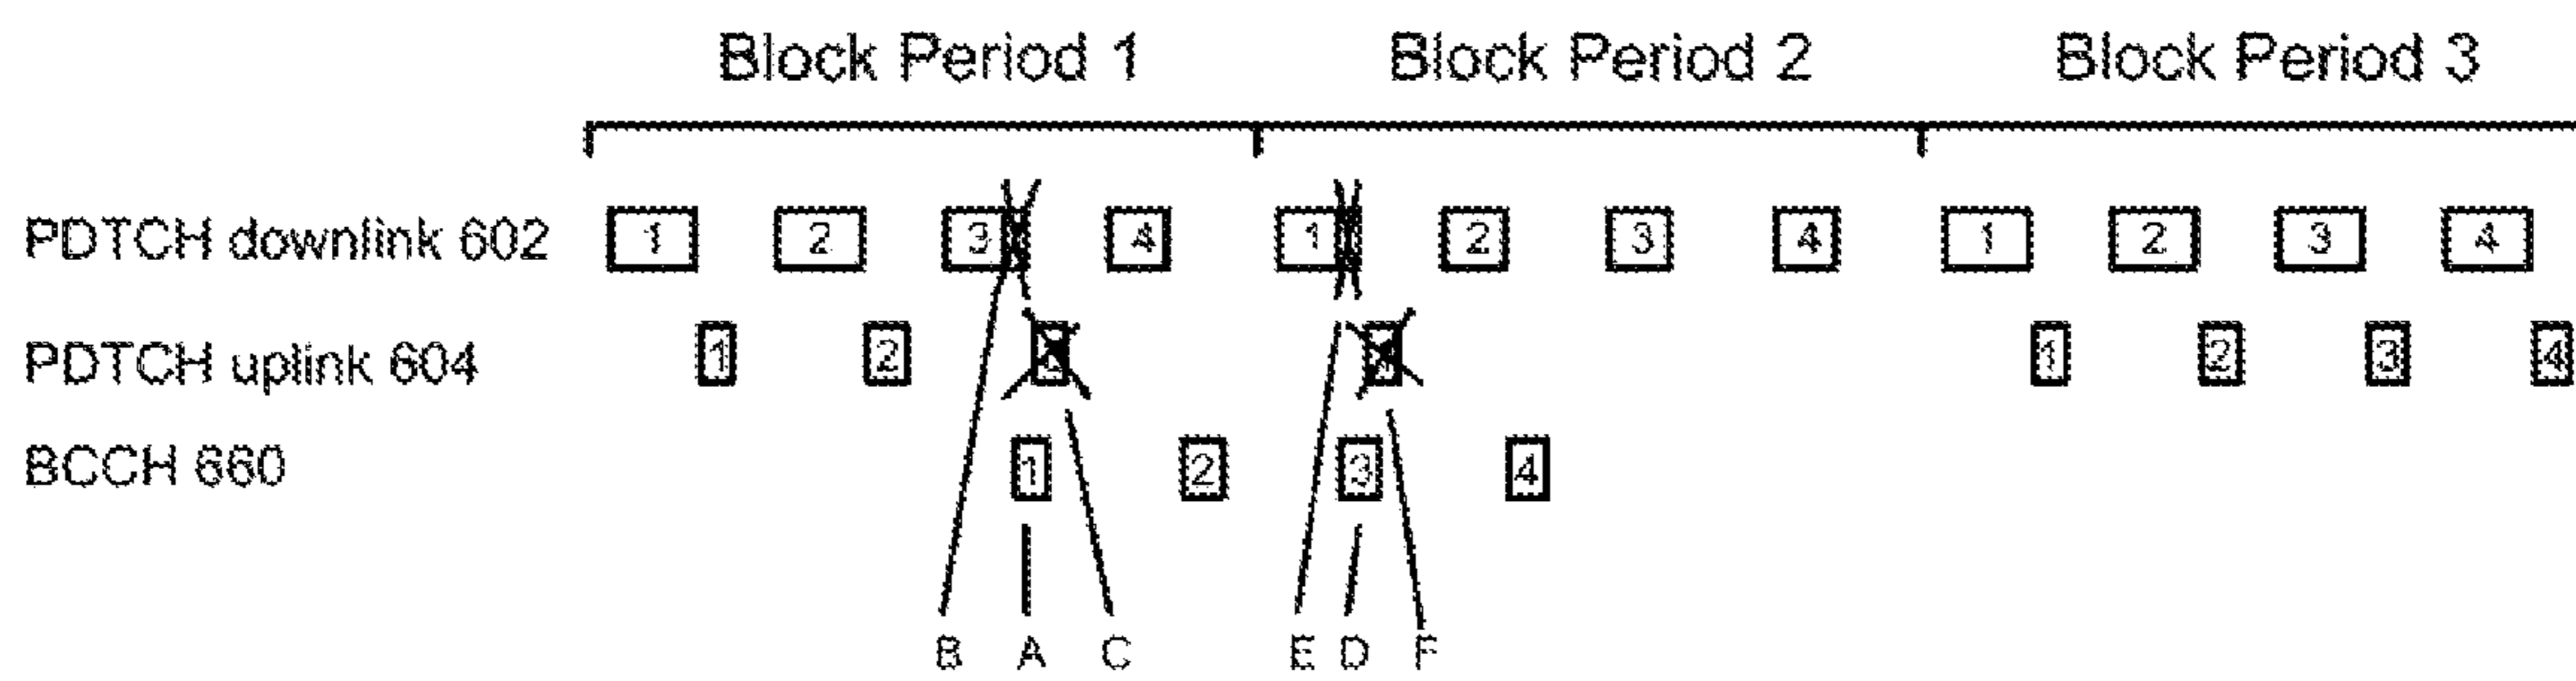 Block Period 1 Block Period 2 Block Period 3
PDTCH downlink 602 1 2 3 4 1 2 3 4 1 2 3 4
PDTCH uplink 604 1 2 1 2 3 4
BCCH 660 1 2 3 4
B A C E D F